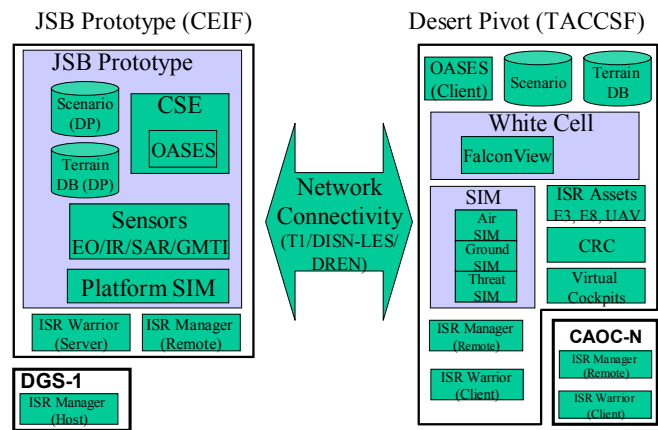 JSB Prototype (CEIF)
JSB Prototype
Scenario
(DP)
CSE
OASES
Terrain
DB (DP)
Sensors
EO/IR/SAR/GMTI
Platform SIM
ISR Warrior
(Server)
ISR Manager
(Remote)
DGS-1
ISR Manager
(Host)
Network
Connectivity
(T1/DISN-LES/
DREN)
Desert Pivot (TACCSF)
OASES
(Client)
Scenario
Terrain
DB
White Cell
FalconView
SIM
Air
SIM
Ground
SIM
Threat
SIM
ISR Assets
E3, E8, UAV
CRC
Virtual
Cockpits
ISR Manager
(Remote)
ISR Warrior
(Client)
CAOC-N
ISR Manager
(Remote)
ISR Warrior
(Client)